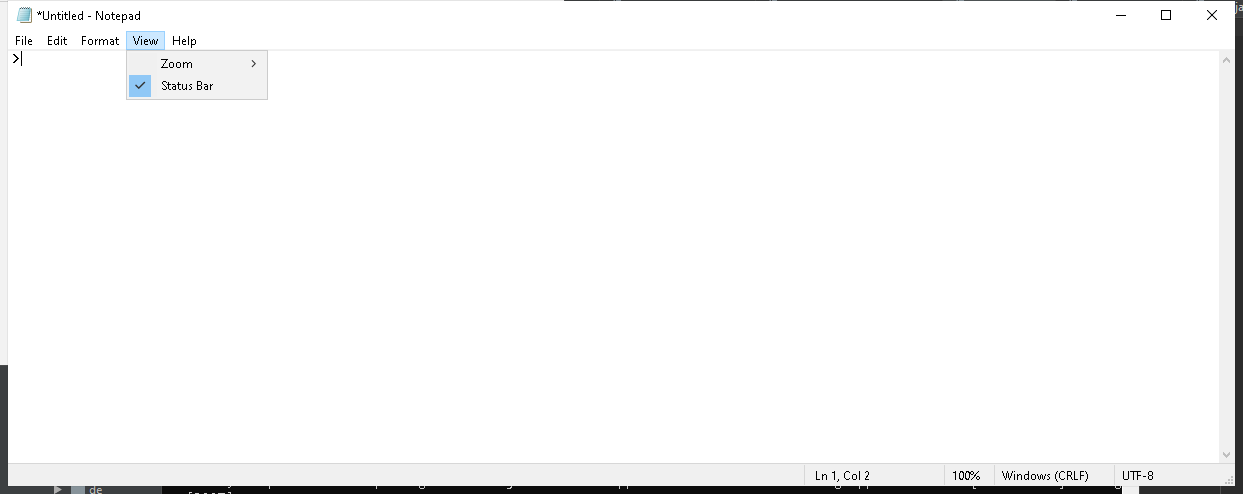 *Untitled - Notepad
File Edit Format View Help
>
Zoom >
Status Bar
Ln 1, Col 2 100% Windows (CRLF) UTF-8
de